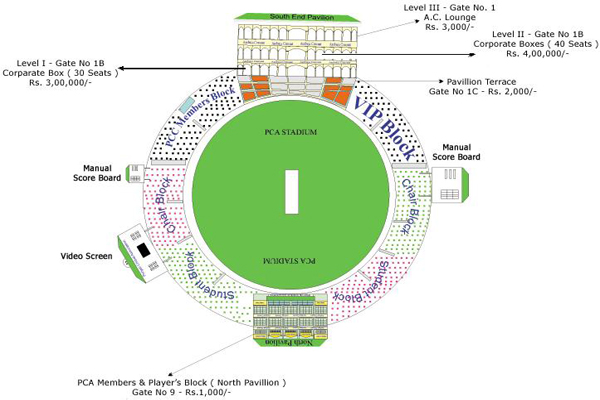 South End Pavilion
Level III - Gate No. 1
A.C. Lounge
Rs. 3,000/-
Level II - Gate No 1B
Corporate Boxes ( 40 Seats )
Rs. 4,00,000/-
Level I - Gate No 1B
Carparate Box ( 30 Seats )
Rs. 3,00,000/-
Pavillion Terrace
Gate No 1C - Rs. 2,000/-
PCC Members Block
VIP Block
PCA STADIUM
Manual
Score Board
Manual
Score Board
Chair Block
Chair Block
Video Screen
PCA STADIUM
Student Block
Student Block
North Pavilion
PCA Members & Player's Block ( North Pavillion )
Gate No 9 - Rs.1,000/-